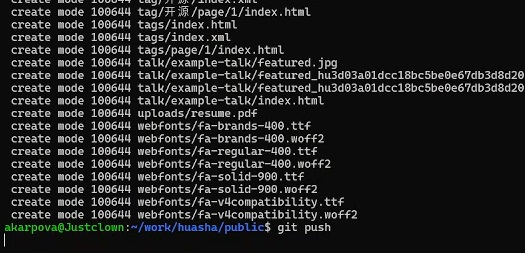 create mode 100644 tag/开源/index.xml
create mode 100644 tag/开源/page/1/index.html
create mode 100644 tags/index.html
create mode 100644 tags/index.xml
create mode 100644 tags/page/1/index.html
create mode 100644 talk/example-talk/featured.jpg
create mode 100644 talk/example-talk/featured_hu3d03a01dcc18bc5be0e67db3d8d20
create mode 100644 talk/example-talk/featured_hu3d03a01dcc18bc5be0e67db3d8d20
create mode 100644 talk/example-talk/index.html
create mode 100644 uploads/resume.pdf
create mode 100644 webfonts/fa-brands-400.ttf
create mode 100644 webfonts/fa-brands-400.woff2
create mode 100644 webfonts/fa-regular-400.ttf
create mode 100644 webfonts/fa-regular-400.woff2
create mode 100644 webfonts/fa-solid-900.ttf
create mode 100644 webfonts/fa-solid-900.woff2
create mode 100644 webfonts/fa-v4compatibility.ttf
create mode 100644 webfonts/fa-v4compatibility.woff2
akarpova@Justclown:~/work/huasha/public$ git push